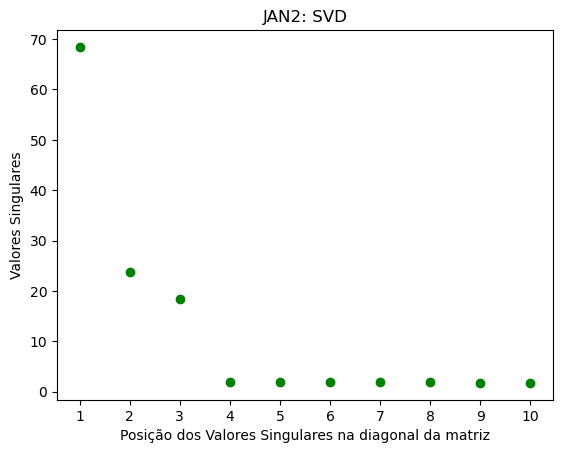 JAN2: SVD
Valores Singulares
70
60
50
40
30
20
10
0
1 2 3 4 5 6 7 8 9 10
Posição dos Valores Singulares na diagonal da matriz